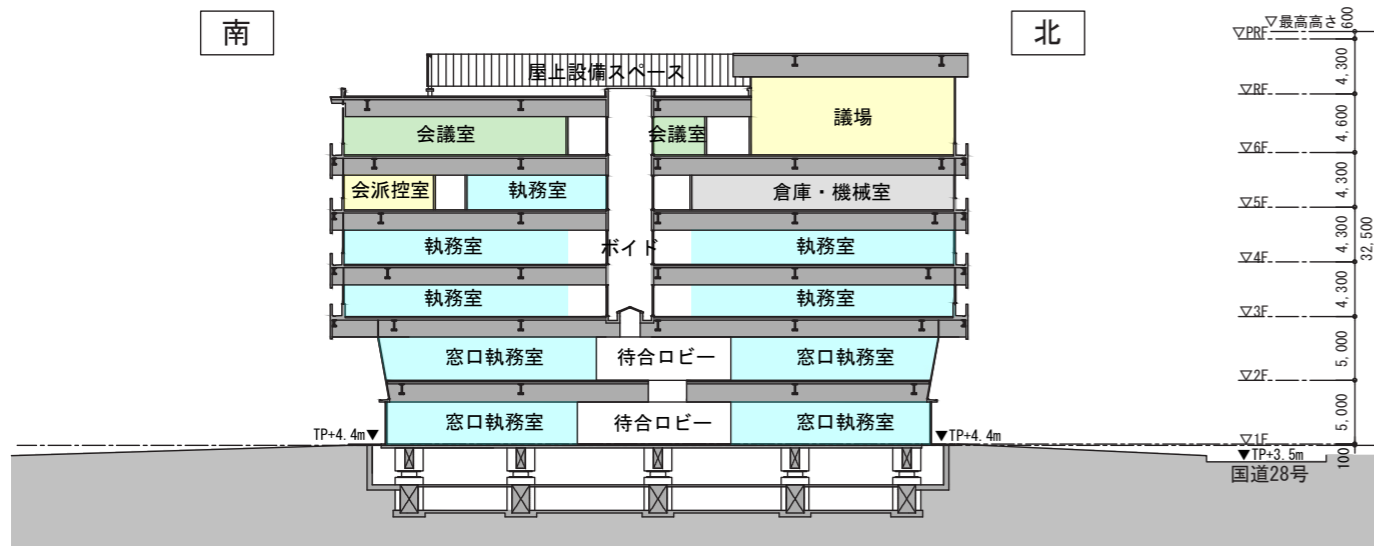 南
北
▽最高高さ
600
▽PRF
屋上設備スペース
4,300
▽RF
議場
会議室
会議室
4,600
▽6F
会派控室
執務室
倉庫・機械室
4,300
▽5F
執務室
ボイド
執務室
4,300
32,500
▽4F
執務室
執務室
4,300
▽3F
窓口執務室
待合ロビー
窓口執務室
5,000
▽2F
窓口執務室
待合ロビー
窓口執務室
5,000
TP+4.4m▼
▼TP+4.4m
▽1F
▼TP+3.5m
100
国道28号